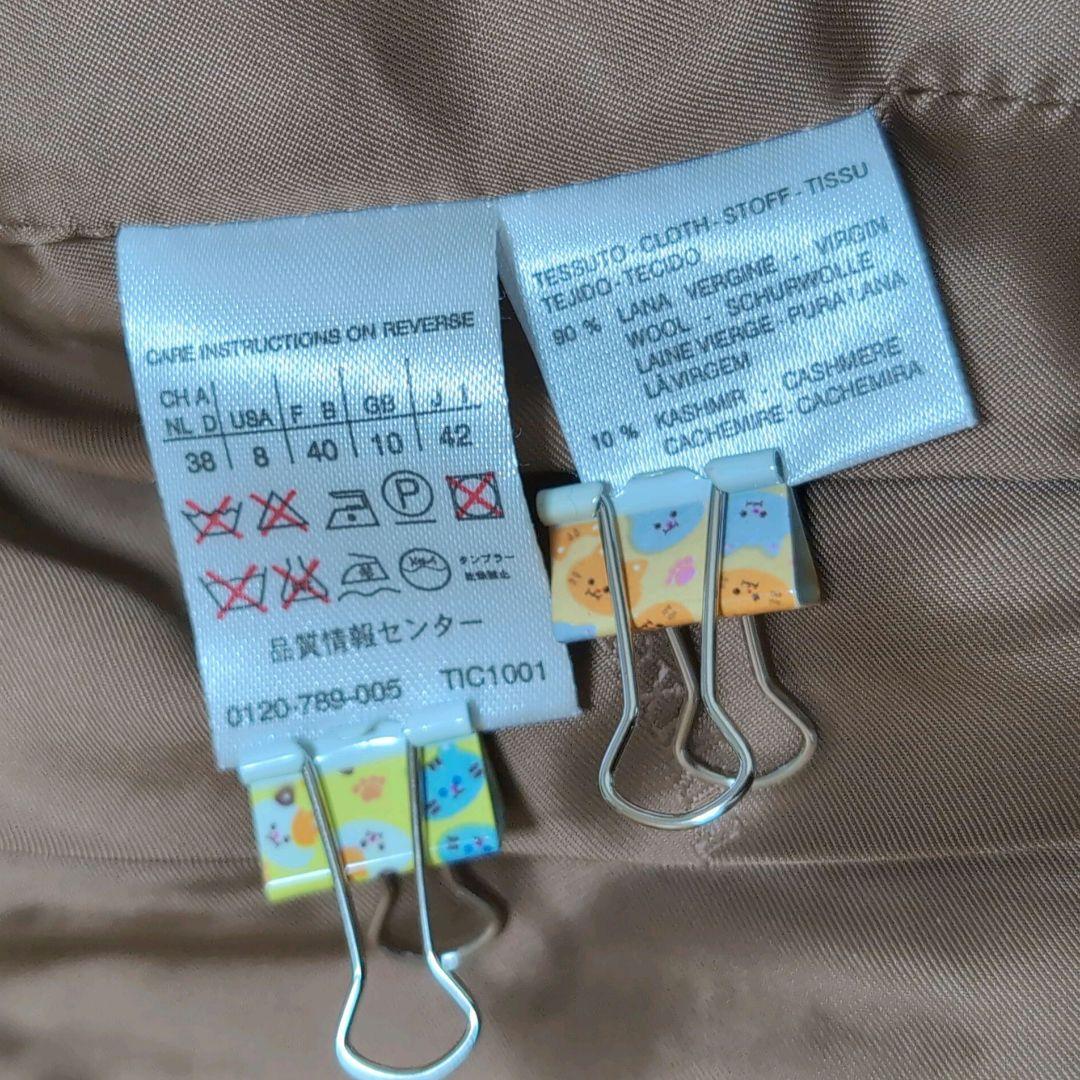 CARE INSTRUCTIONS ON REVERSE
CH A
NL D USA F B GB J I
38 8 40 10 42
P
タンブラー
乾燥禁止
品質情報センター
0120-789-005 TIC1001
TESSUTO - CLOTH - STOFF - TISSU
TEJIDO - TECIDO
90 % LANA VERGINE - VIRGIN
WOOL - SCHURWOLLE
LAINE VIERGE - PURA LANA
LÀ VIRGEM
10 % KASHMIR - CASHMERE
CACHEMIRE - CACHEMIRA